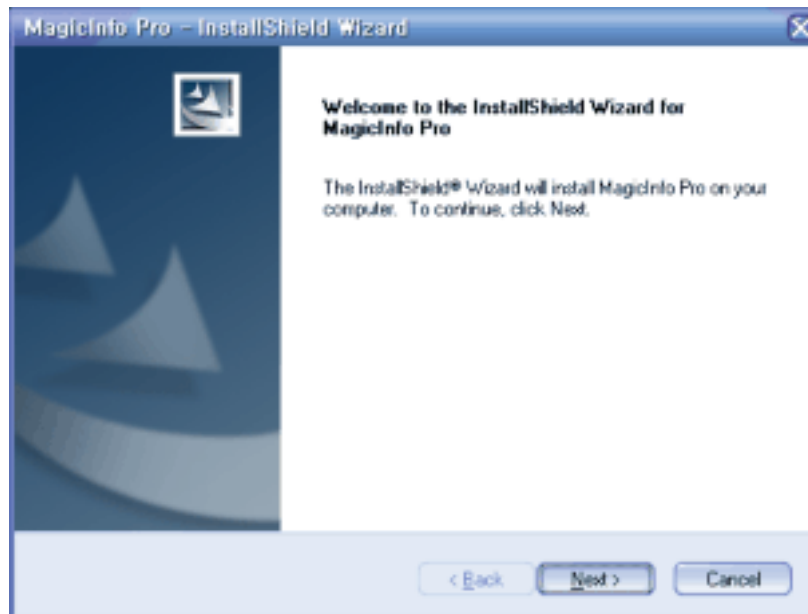 MagicInfo Pro - InstallShield Wizard
Welcome to the InstallShield Wizard for
MagicInfo Pro
The InstallShield® Wizard will install MagicInfo Pro on your
computer. To continue, click Next.
< Back Next > Cancel